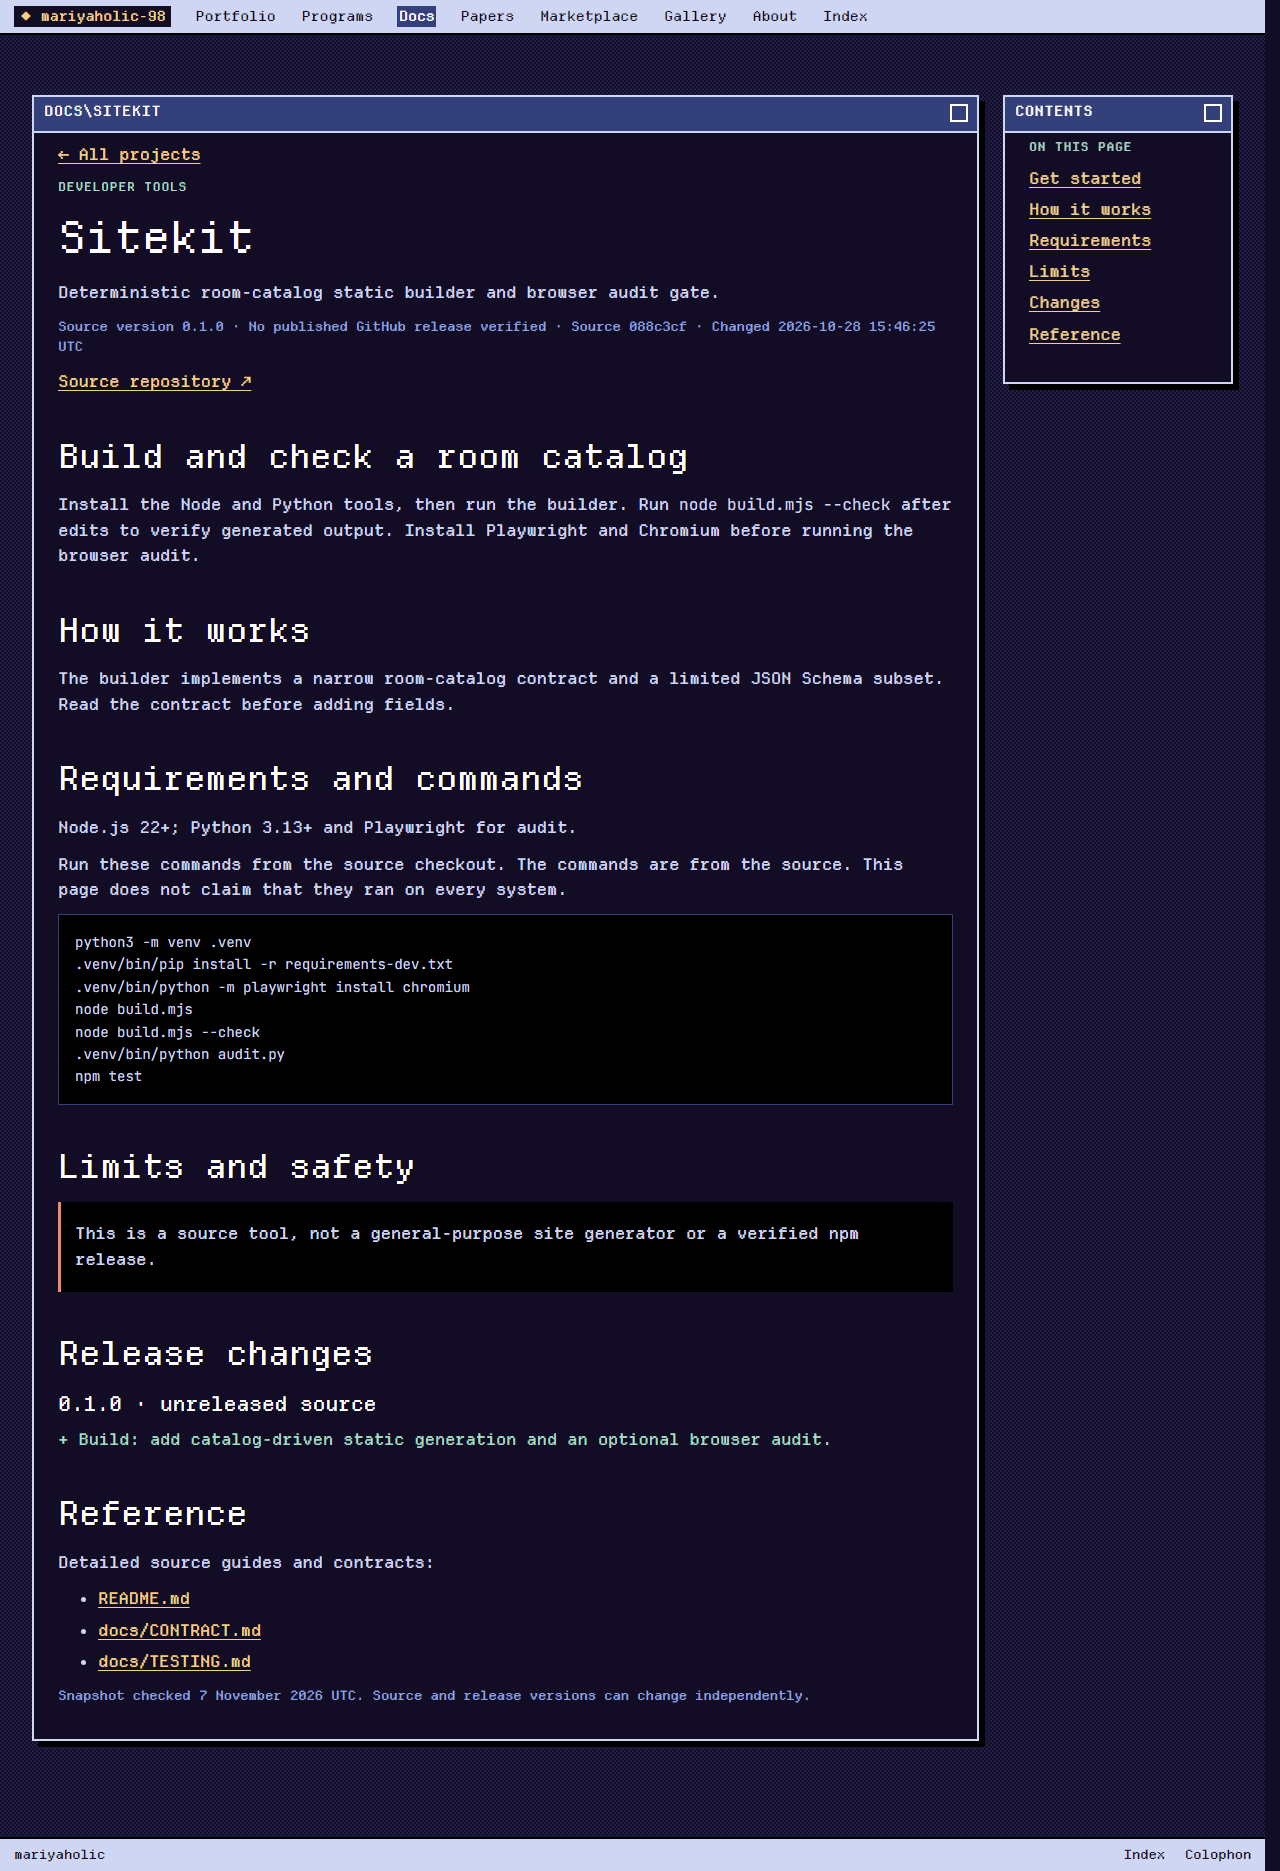 ◆ mariyaholic-98 Portfolio Programs Docs Papers Marketplace Gallery About Index
DOCS\SITEKIT
← All projects
DEVELOPER TOOLS
Sitekit
Deterministic room-catalog static builder and browser audit gate.
Source version 0.1.0 · No published GitHub release verified · Source 088c3cf · Changed 2026-10-28 15:46:25
UTC
Source repository ↗
Build and check a room catalog
Install the Node and Python tools, then run the builder. Run node build.mjs --check after
edits to verify generated output. Install Playwright and Chromium before running the
browser audit.
How it works
The builder implements a narrow room-catalog contract and a limited JSON Schema subset.
Read the contract before adding fields.
Requirements and commands
Node.js 22+; Python 3.13+ and Playwright for audit.
Run these commands from the source checkout. The commands are from the source. This
page does not claim that they ran on every system.
python3 -m venv .venv
.venv/bin/pip install -r requirements-dev.txt
.venv/bin/python -m playwright install chromium
node build.mjs
node build.mjs --check
.venv/bin/python audit.py
npm test
Limits and safety
This is a source tool, not a general-purpose site generator or a verified npm
release.
Release changes
0.1.0 · unreleased source
+ Build: add catalog-driven static generation and an optional browser audit.
Reference
Detailed source guides and contracts:
• README.md
• docs/CONTRACT.md
• docs/TESTING.md
Snapshot checked 7 November 2026 UTC. Source and release versions can change independently.
CONTENTS
ON THIS PAGE
Get started
How it works
Requirements
Limits
Changes
Reference
mariyaholic Index Colophon